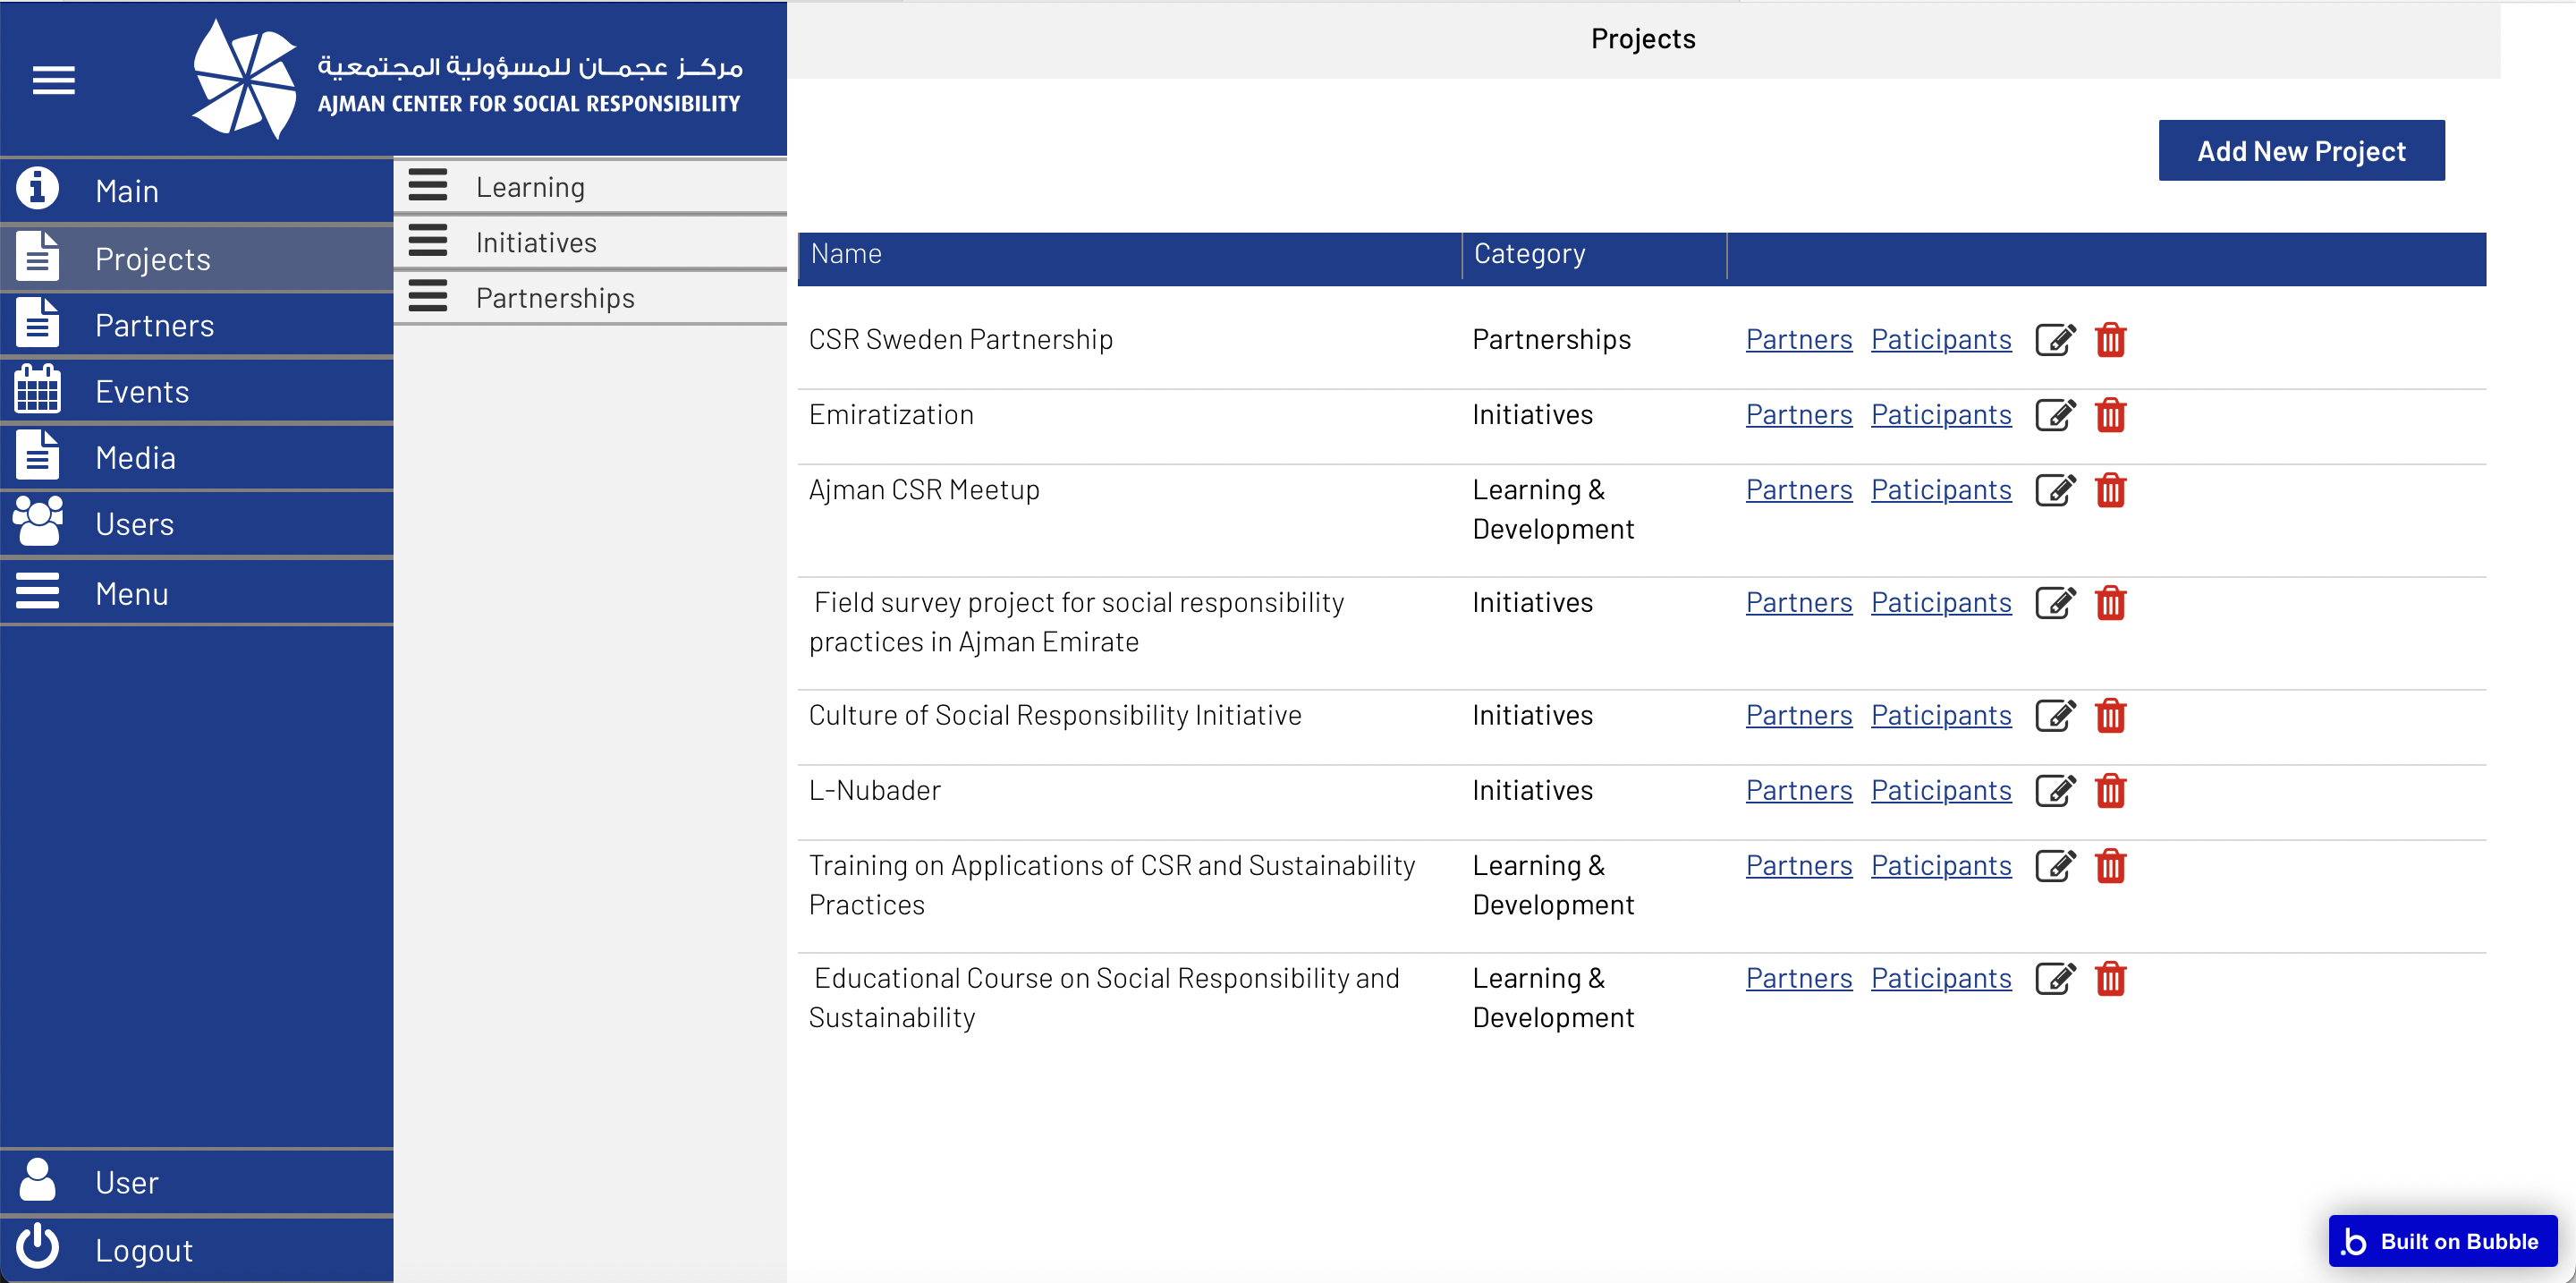 مركـز عجمـان للمسؤولية المجتمعية
AJMAN CENTER FOR SOCIAL RESPONSIBILITY
Main
Projects
Partners
Events
Media
Users
Menu
User
Logout
Learning
Initiatives
Partnerships
Projects
Add New Project
Name Category
CSR Sweden Partnership Partnerships Partners Paticipants
Emiratization Initiatives Partners Paticipants
Ajman CSR Meetup Learning & Partners Paticipants
Development
Field survey project for social responsibility Initiatives Partners Paticipants
practices in Ajman Emirate
Culture of Social Responsibility Initiative Initiatives Partners Paticipants
L-Nubader Initiatives Partners Paticipants
Training on Applications of CSR and Sustainability Learning & Partners Paticipants
Practices Development
Educational Course on Social Responsibility and Learning & Partners Paticipants
Sustainability Development
Built on Bubble